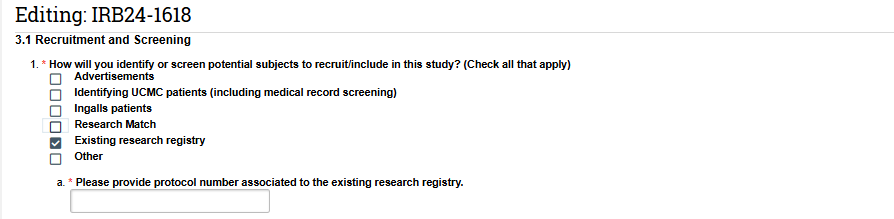 Editing: IRB24-1618
3.1 Recruitment and Screening
1. * How will you identify or screen potential subjects to recruit/include in this study? (Check all that apply)
Advertisements
Identifying UCMC patients (including medical record screening)
Ingalls patients
Research Match
Existing research registry
Other
a. * Please provide protocol number associated to the existing research registry.